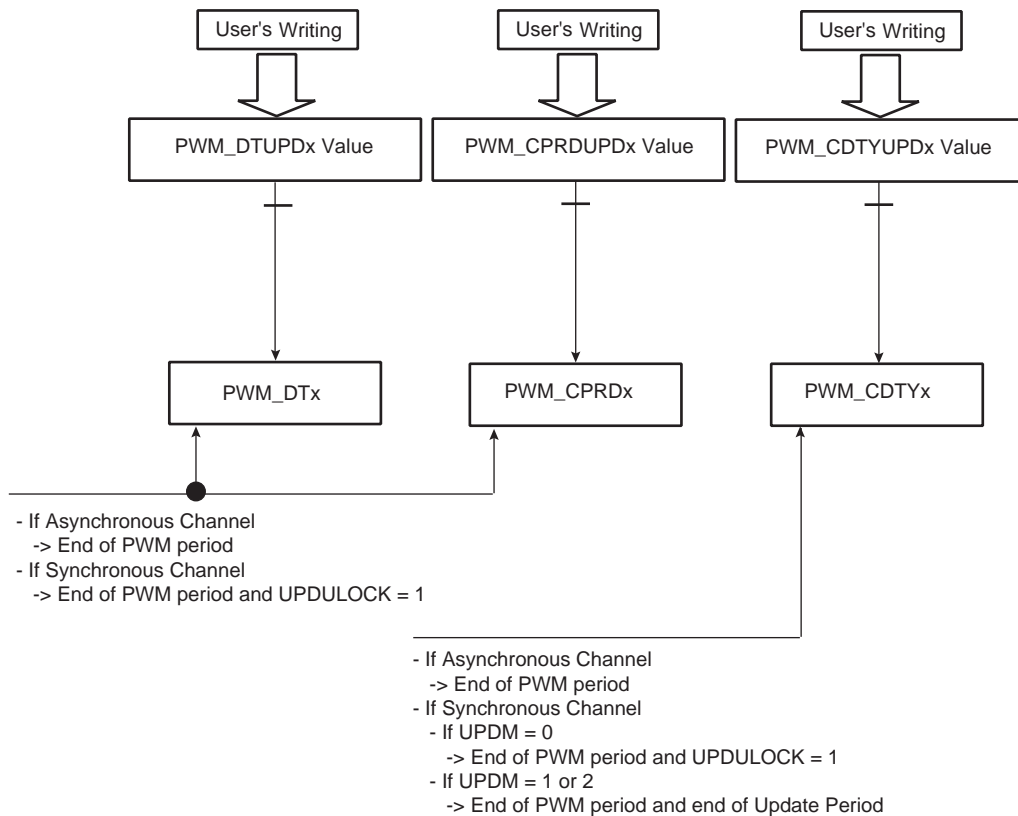 User's Writing
User's Writing
User's Writing
PWM_DTUPDx Value
PWM_CPRDUPDx Value
PWM_CDTYUPDx Value
PWM_DTx
PWM_CPRDx
PWM_CDTYx
- If Asynchronous Channel
-> End of PWM period
- If Synchronous Channel
-> End of PWM period and UPDULOCK = 1
- If Asynchronous Channel
-> End of PWM period
- If Synchronous Channel
- If UPDM = 0
-> End of PWM period and UPDULOCK = 1
- If UPDM = 1 or 2
-> End of PWM period and end of Update Period